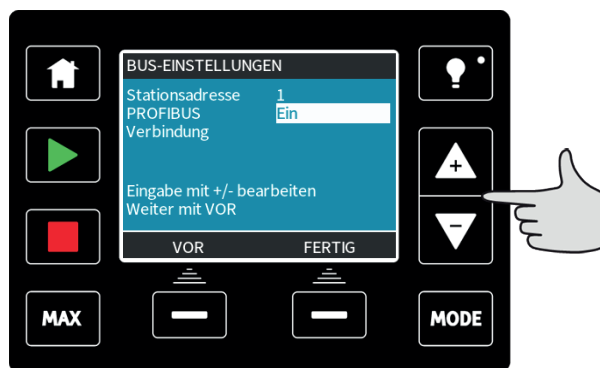 BUS-EINSTELLUNGEN
Stationsadresse 1
PROFIBUS Ein
Verbindung
Eingabe mit +/- bearbeiten
Weiter mit VOR
VOR FERTIG
+
-
MAX
MODE